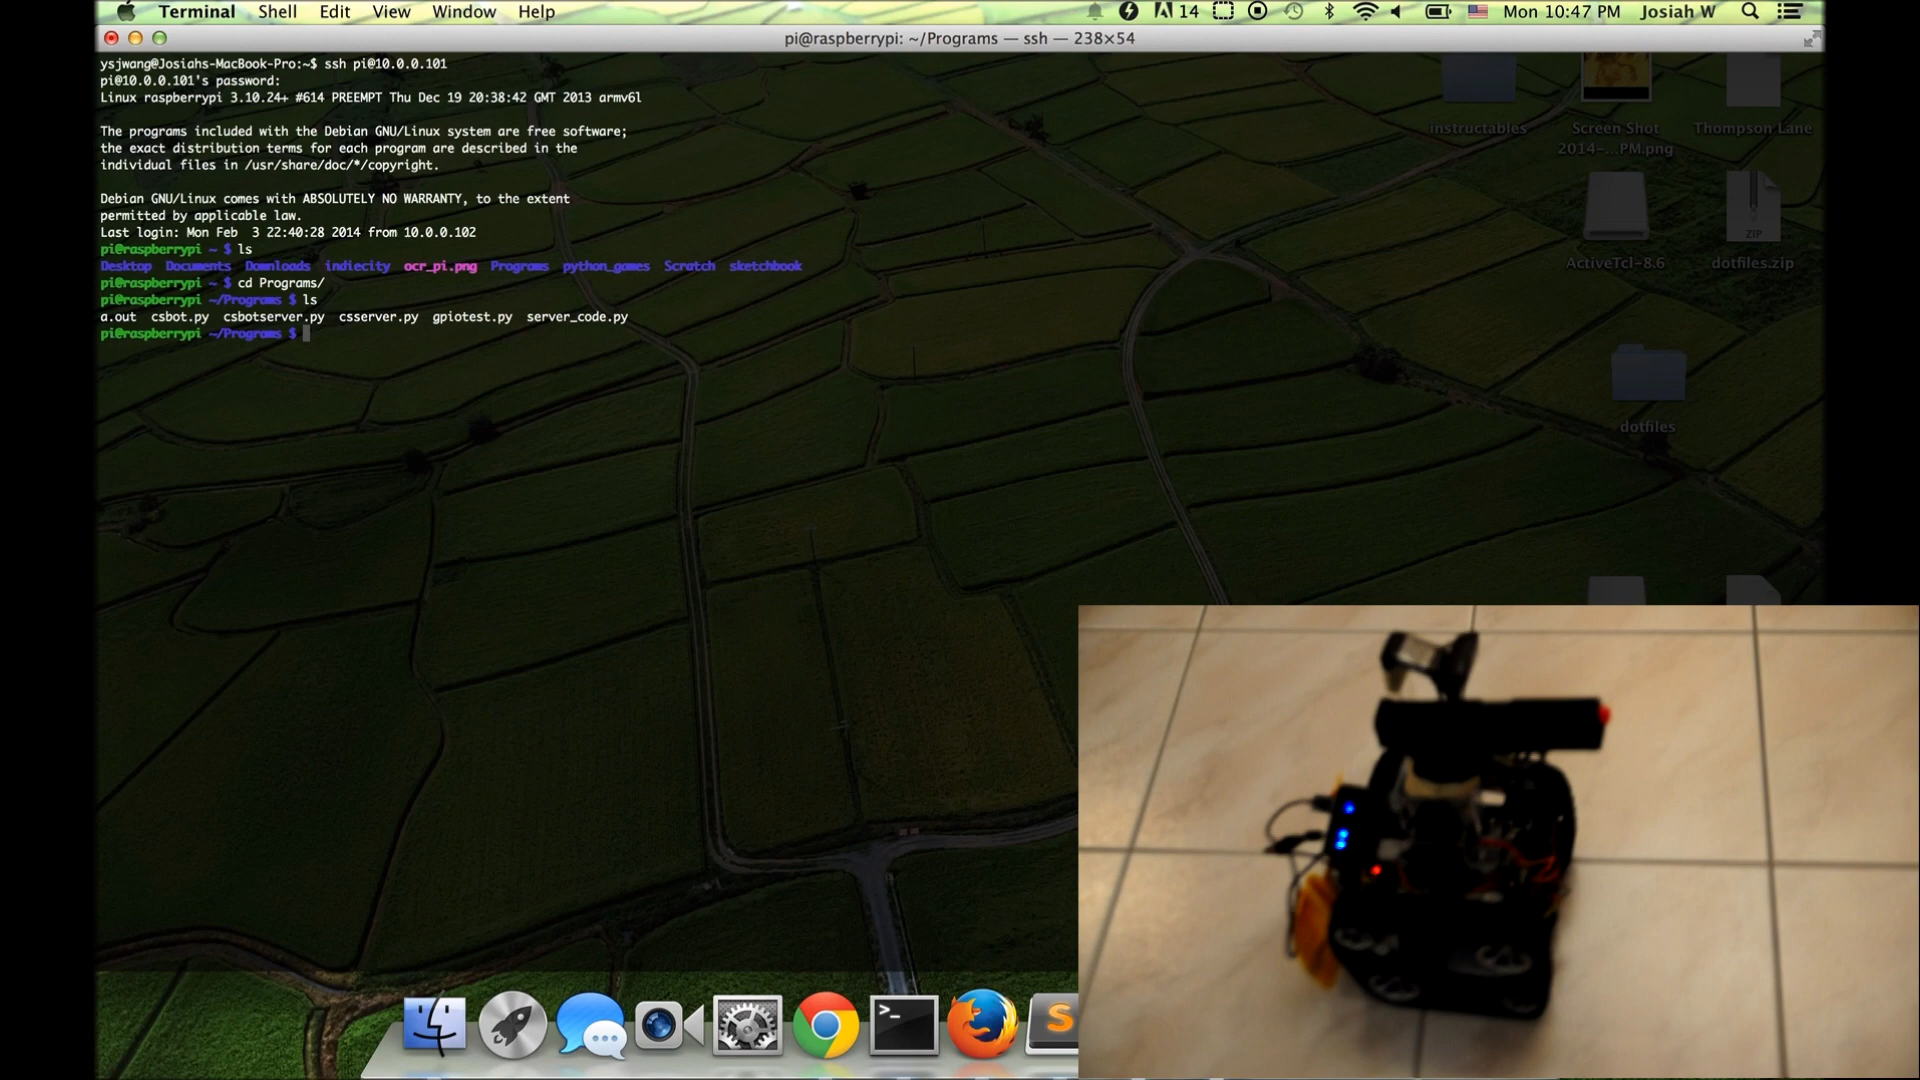 Terminal Shell Edit View Window Help 14 Mon 10:47 PM Josiah W
pi@raspberrypi: ~/Programs — ssh — 238×54
ysjwang@Josiahs-MacBook-Pro:~$ ssh pi@10.0.0.101
pi@10.0.0.101's password:
Linux raspberrypi 3.10.24+ #614 PREEMPT Thu Dec 19 20:38:42 GMT 2013 armv6l
The programs included with the Debian GNU/Linux system are free software;
the exact distribution terms for each program are described in the
individual files in /usr/share/doc/*/copyright.
Debian GNU/Linux comes with ABSOLUTELY NO WARRANTY, to the extent
permitted by applicable law.
Last login: Mon Feb  3 22:40:28 2014 from 10.0.0.102
pi@raspberrypi ~ $ ls
Desktop Documents Downloads indiecity ocr_pi.png Programs python_games Scratch sketchbook
pi@raspberrypi ~ $ cd Programs/
pi@raspberrypi ~/Programs $ ls
a.out csbot.py csbotserver.py csserver.py gpiotest.py server_code.py
pi@raspberrypi ~/Programs $
instructables
Screen Shot
2014-...PM.png
Thompson Lane
ZIP
ActiveTcl-8.6
dotfiles.zip
dotfiles
>_
S